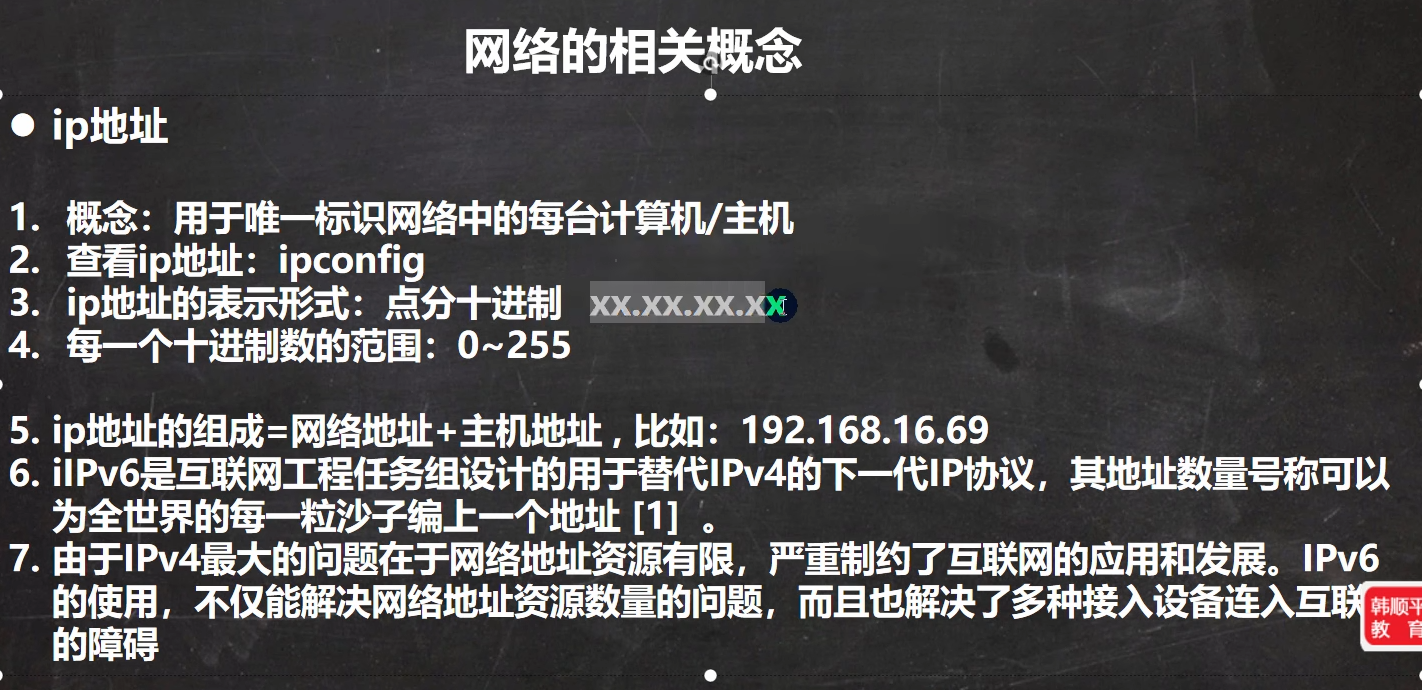 网络的相关概念
● ip地址
1. 概念：用于唯一标识网络中的每台计算机/主机
2. 查看ip地址：ipconfig
3. ip地址的表示形式：点分十进制 xx.xx.xx.xx
4. 每一个十进制数的范围：0~255
5. ip地址的组成=网络地址+主机地址，比如：192.168.16.69
6. iIPv6是互联网工程任务组设计的用于替代IPv4的下一代IP协议，其地址数量号称可以
为全世界的每一粒沙子编上一个地址 [1] 。
7. 由于IPv4最大的问题在于网络地址资源有限，严重制约了互联网的应用和发展。IPv6
的使用，不仅能解决网络地址资源数量的问题，而且也解决了多种接入设备连入互联
的障碍
韩顺平
教 育